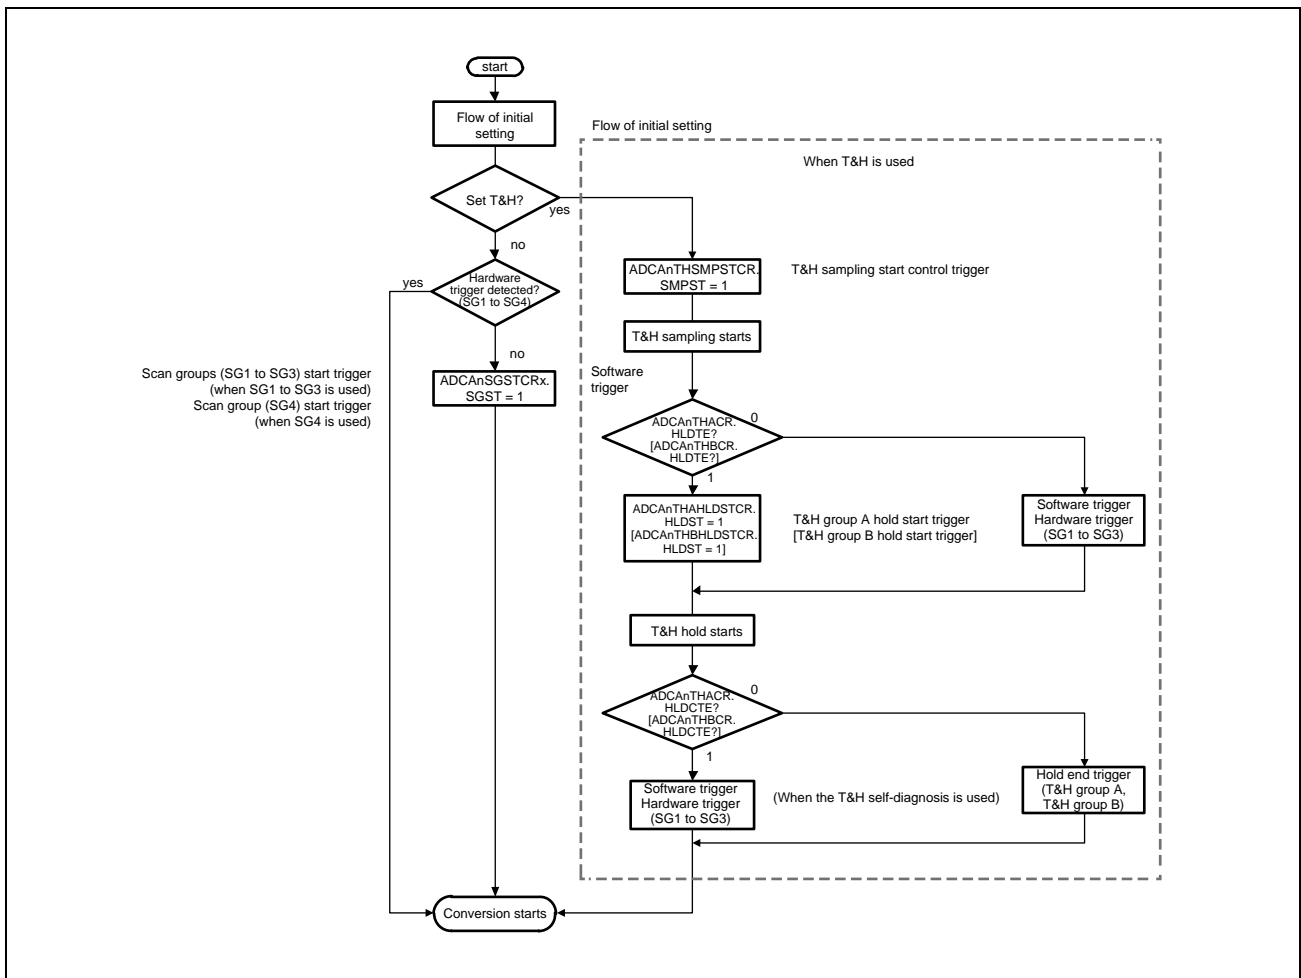 start
Flow of initial
setting
Flow of initial setting
When T&H is used
Set T&H?
yes
no
ADCAnTHSMPSTCR.
SMPST = 1
T&H sampling start control trigger
Hardware
trigger detected?
(SG1 to SG4)
yes
no
T&H sampling starts
Scan groups (SG1 to SG3) start trigger
(when SG1 to SG3 is used)
Scan group (SG4) start trigger
(when SG4 is used)
ADCAnSGSTCRx.
SGST = 1
Software
trigger
ADCAnTHACR.
HLDTE?
[ADCAnTHBCR.
HLDTE?]
0
1
ADCAnTHAHLDSTCR.
HLDST = 1
[ADCAnTHBHLDSTCR.
HLDST = 1]
T&H group A hold start trigger
[T&H group B hold start trigger]
Software trigger
Hardware trigger
(SG1 to SG3)
T&H hold starts
ADCAnTHACR.
HLDCTE?
[ADCAnTHBCR.
HLDCTE?]
0
1
Software trigger
Hardware trigger
(SG1 to SG3)
(When the T&H self-diagnosis is used)
Hold end trigger
(T&H group A,
T&H group B)
Conversion starts